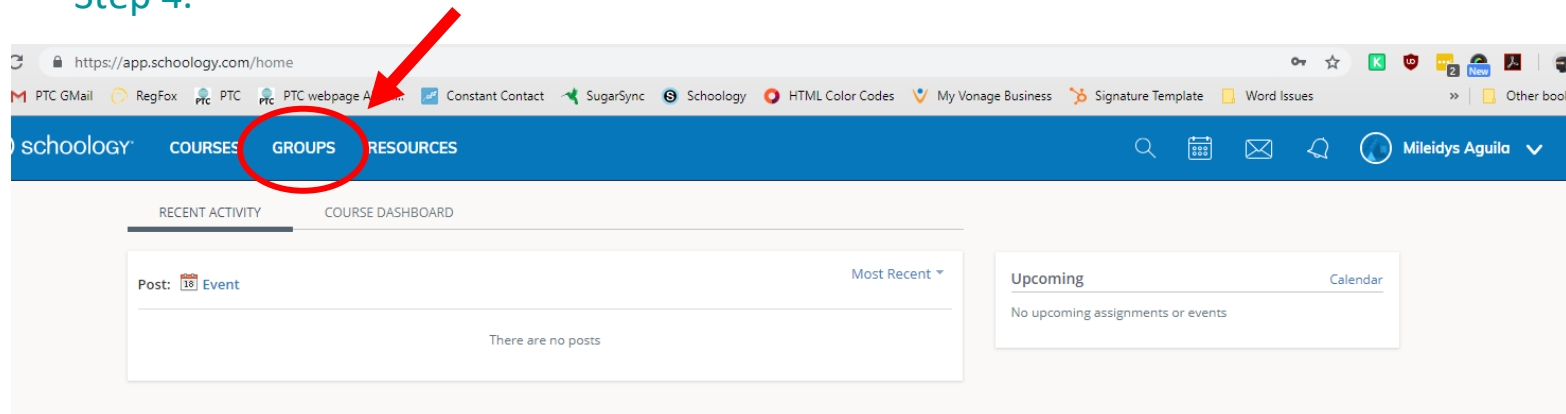 Step 4:
https://app.schoology.com/home
PTC GMail RegFox PTC PTC webpage Constant Contact SugarSync Schoology HTML Color Codes My Vonage Business Signature Template Word Issues » Other
2 New
schoology COURSES GROUPS RESOURCES Mileidys Aguila
RECENT ACTIVITY COURSE DASHBOARD
Post: 18 Event Most Recent
There are no posts
Upcoming Calendar
No upcoming assignments or events